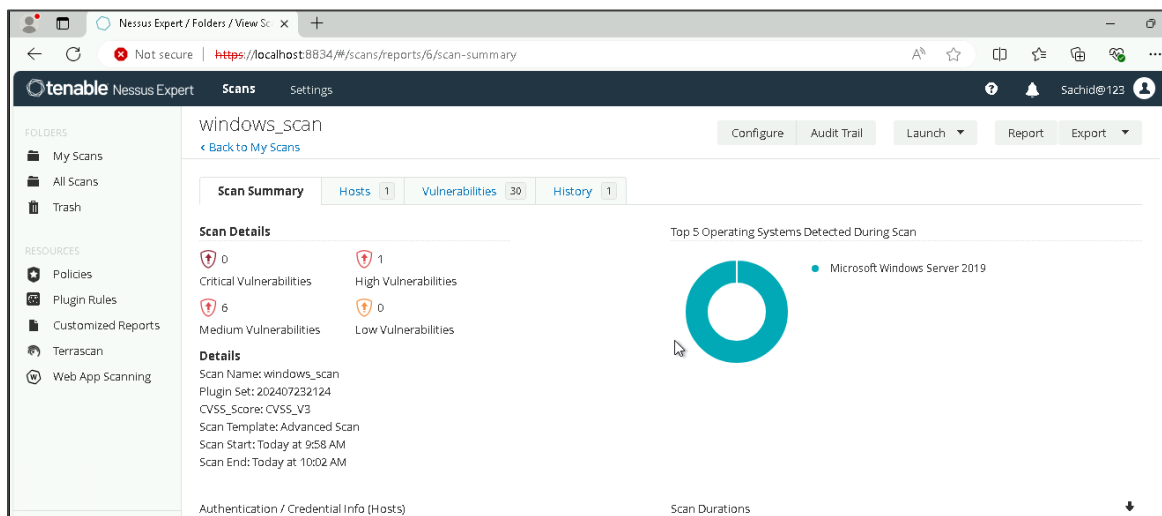 Nessus Expert / Folders / View Sc
Not secure https://localhost:8834/#/scans/reports/6/scan-summary
tenable Nessus Expert Scans Settings Sachid@123
FOLDERS
My Scans
All Scans
Trash
RESOURCES
Policies
Plugin Rules
Customized Reports
Terrascan
Web App Scanning
windows_scan
Back to My Scans
Configure Audit Trail Launch Report Export
Scan Summary Hosts 1 Vulnerabilities 30 History 1
Scan Details
0 1
Critical Vulnerabilities High Vulnerabilities
6 0
Medium Vulnerabilities Low Vulnerabilities
Details
Scan Name: windows_scan
Plugin Set: 202407232124
CVSS_Score: CVSS_V3
Scan Template: Advanced Scan
Scan Start: Today at 9:58 AM
Scan End: Today at 10:02 AM
Authentication / Credential Info (Hosts)
Top 5 Operating Systems Detected During Scan
Microsoft Windows Server 2019
Scan Durations